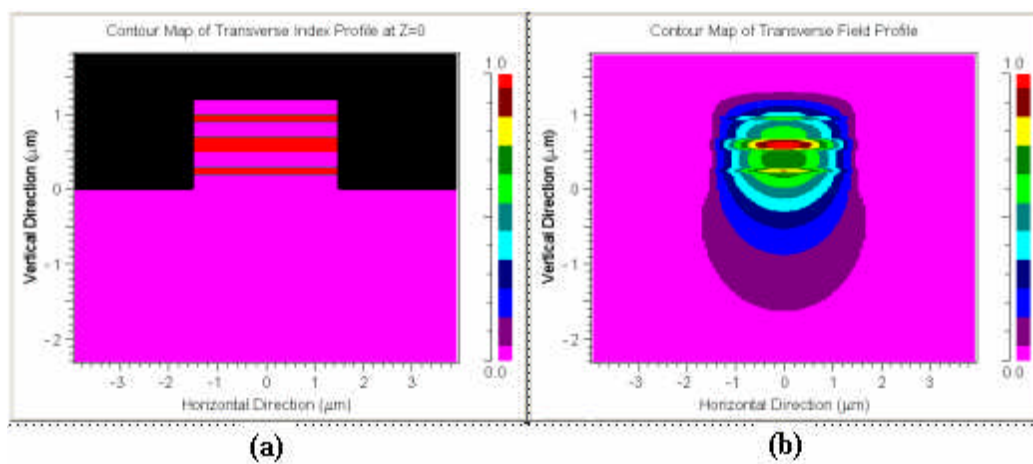 Contour Map of Transverse Index Profile at Z=0
1.0
1
0
-1
-2
Vertical Direction (μm)
0.0
-3 -2 -1 0 1 2 3
Horizontal Direction (μm)
(a)
Contour Map of Transverse Field Profile
1.0
1
0
-1
-2
Vertical Direction (μm)
0.0
-3 -2 -1 0 1 2 3
Horizontal Direction (μm)
(b)